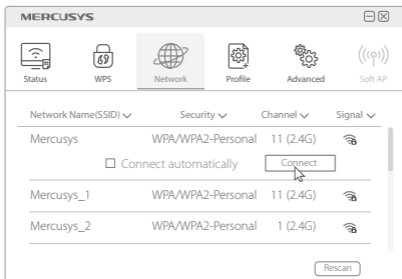 MERCUSYS
Status WPS Network Profile Advanced Soft AP
Network Name(SSID) Security Channel Signal
Mercusys WPA/WPA2-Personal 11 (2.4G)
Connect automatically Connect
Mercusys_1 WPA/WPA2-Personal 11 (2.4G)
Mercusys_2 WPA/WPA2-Personal 1 (2.4G)
Rescan